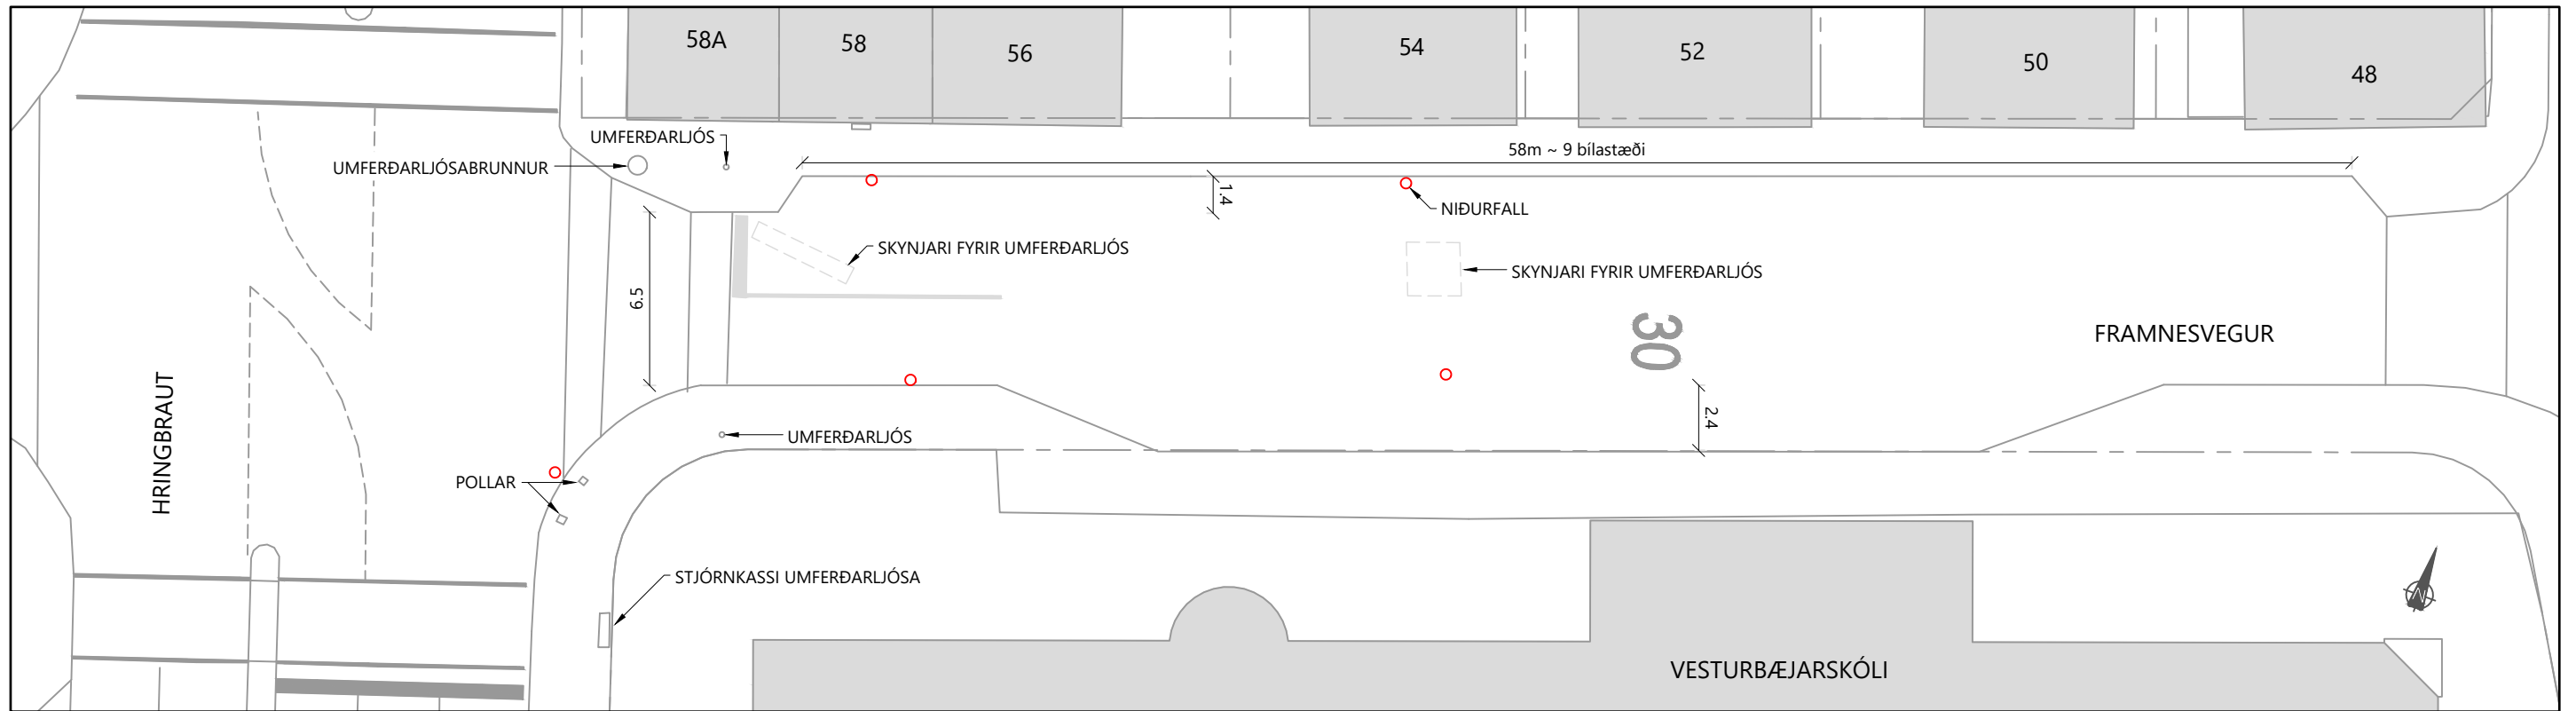 58A
58
56
54
52
50
48
UMFERÐARLJÓS
UMFERÐARLJÓSABRUNNUR
58m ~ 9 bílastæði
1.4
NIÐURFALL
SKYNJARI FYRIR UMFERÐARLJÓS
SKYNJARI FYRIR UMFERÐARLJÓS
6.5
30
FRAMNESVEGUR
HRINGBRAUT
2.4
UMFERÐARLJÓS
POLLAR
STJÓRNKASSI UMFERÐARLJÓSA
N
VESTURBÆJARSKÓLI